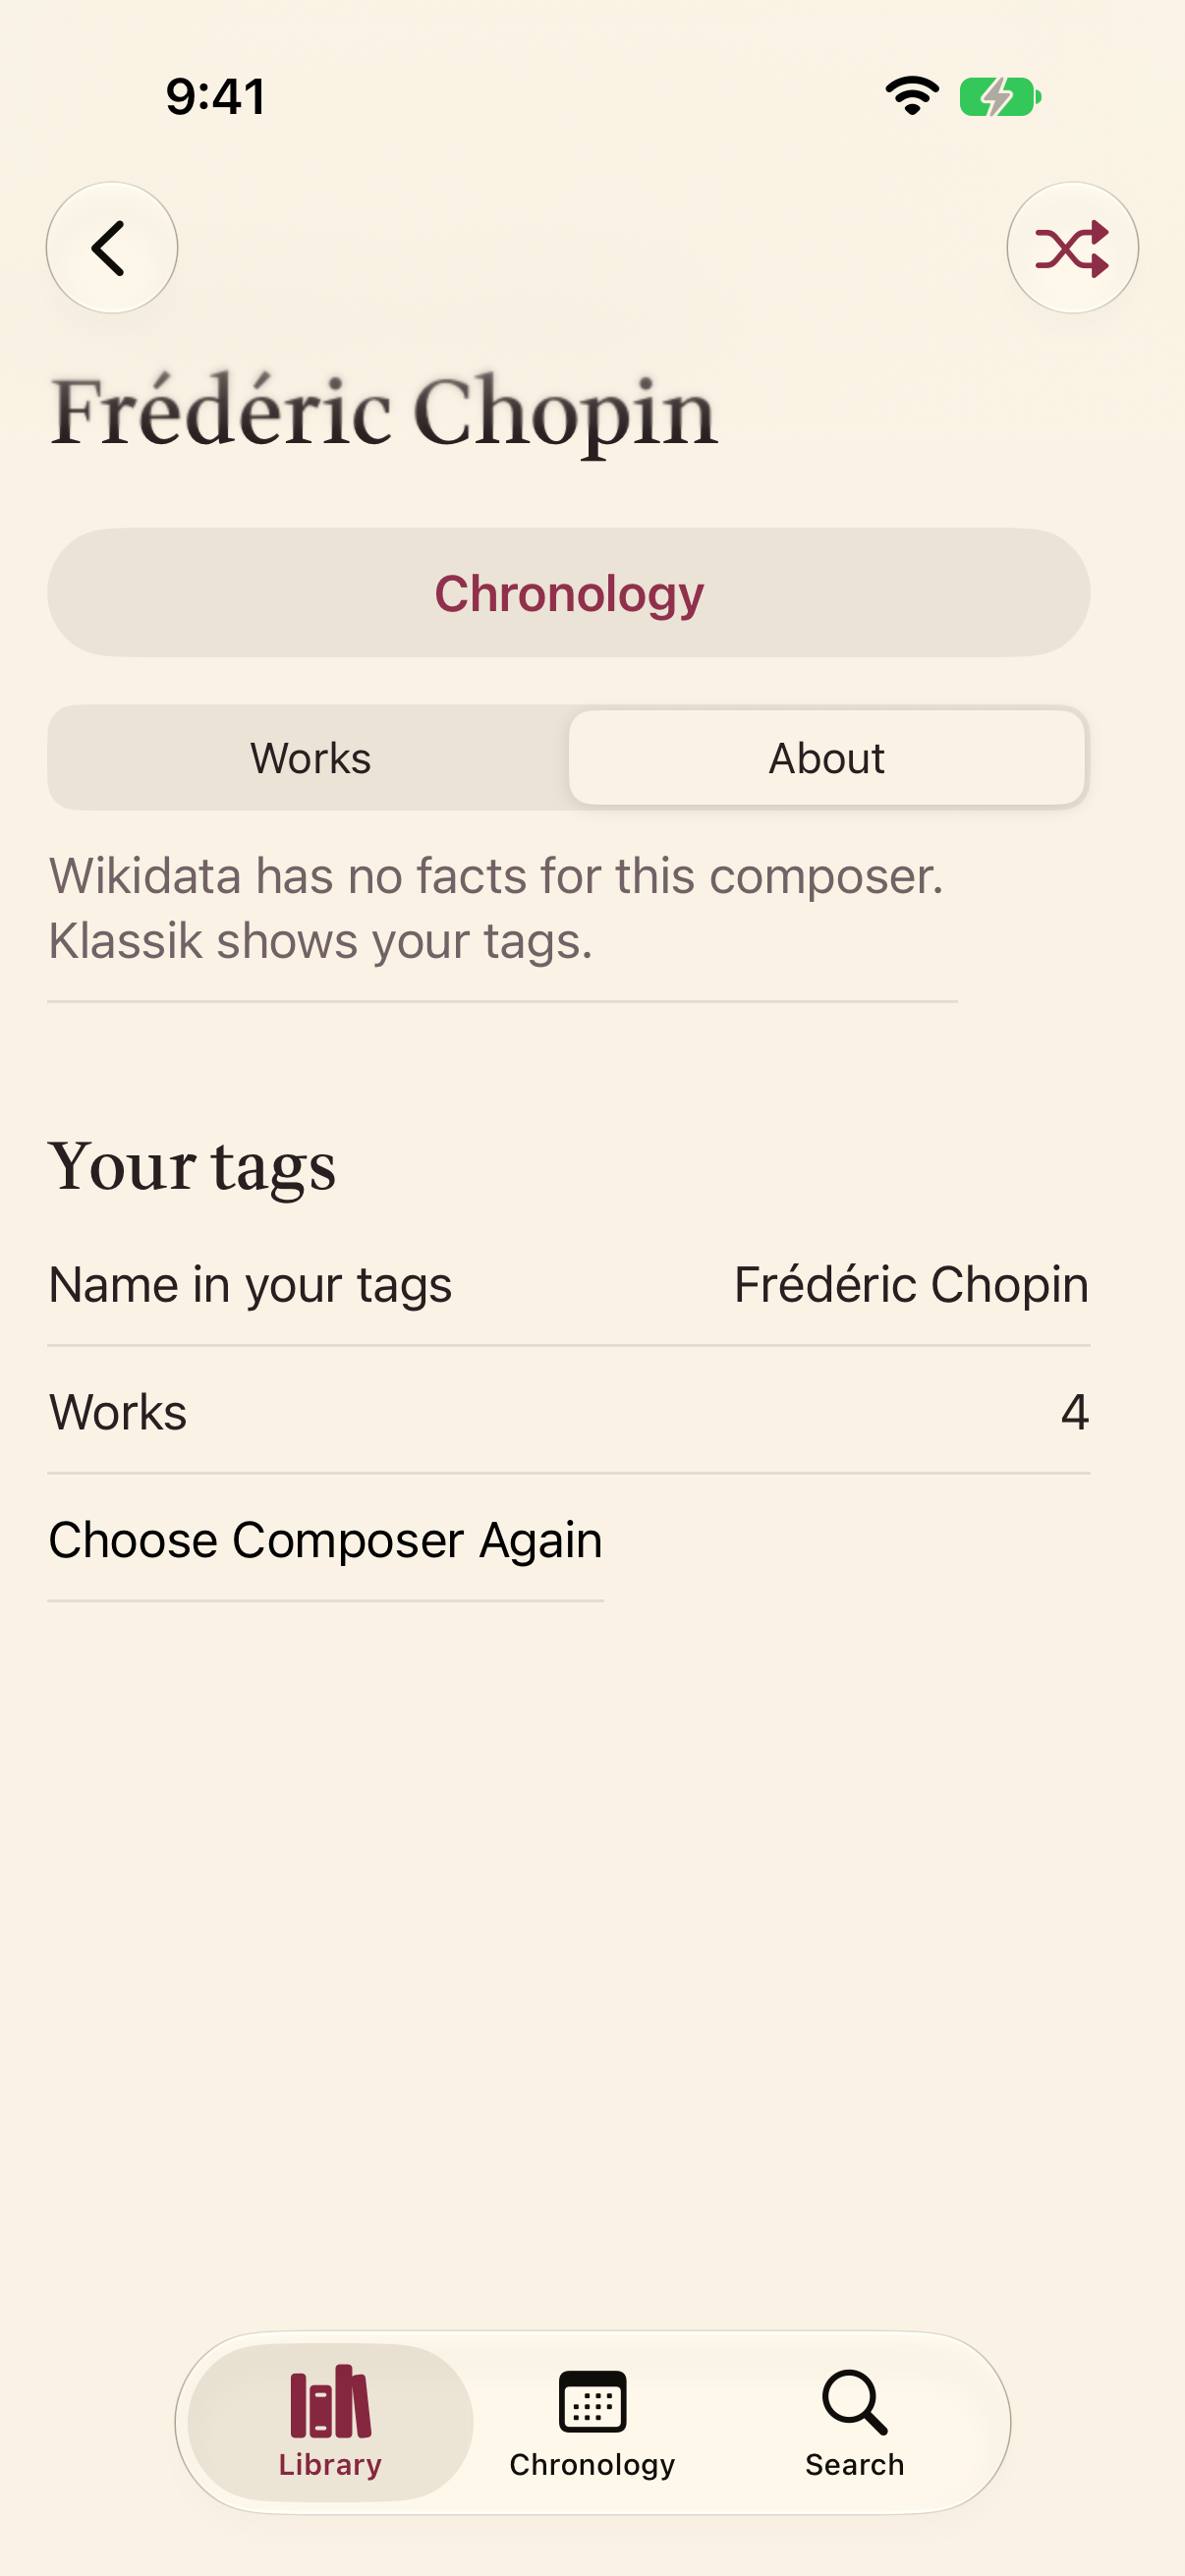 9:41
Frédéric Chopin
Chronology
Works
About
Wikidata has no facts for this composer.
Klassik shows your tags.
Your tags
Name in your tags
Frédéric Chopin
Works
4
Choose Composer Again
Library
Chronology
Search